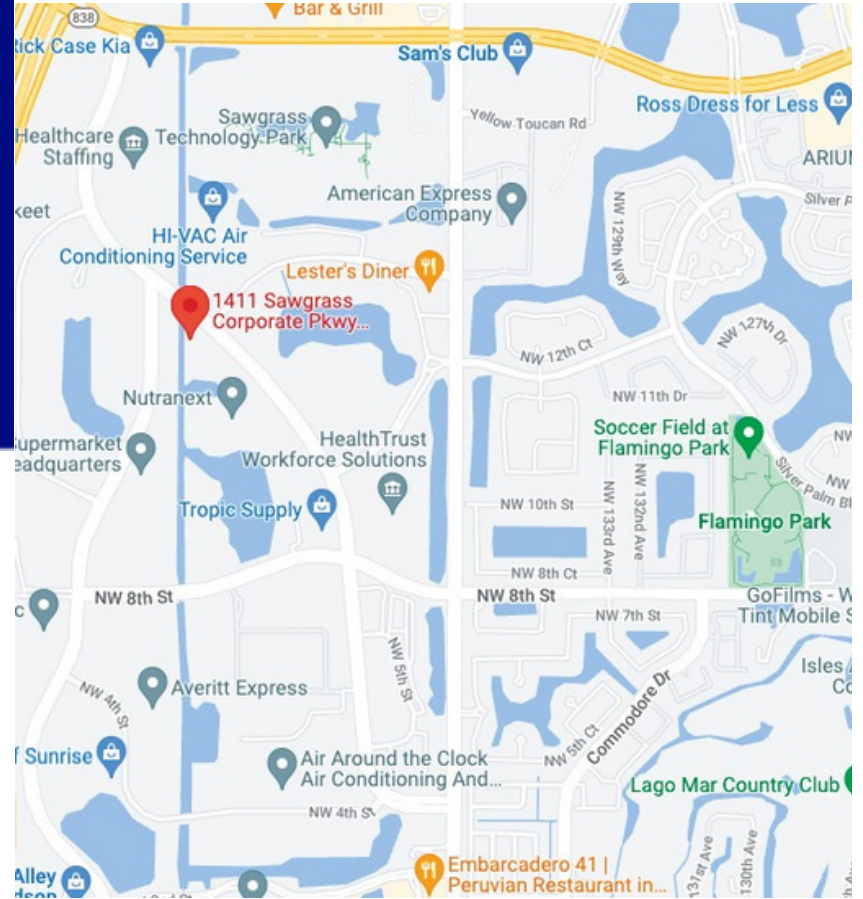 838
Bar & Grill
Rick Case Kia
Sam's Club
Ross Dress for Less
Sawgrass
Technology Park
Yellow Toucan Rd
Healthcare
Staffing
ARIUM
American Express
Company
Silver P
keet
HI-VAC Air
Conditioning Service
NW 129th Way
Lester's Diner
1411 Sawgrass
Corporate Pkwy...
NW 127th Dr
NW 12th Ct
NW 11th Dr
Nutranext
Soccer Field at
Flamingo Park
HealthTrust
Workforce Solutions
upermarket
eadquarters
NW
Silver Palm Bl
NW
Tropic Supply
NW 10th St
NW 133rd Ave
NW 132nd Ave
Flamingo Park
NW 8th Ct
NW 8th St
NW 8th St
GoFilms - W
Tint Mobile S
c
NW 7th St
NW 5th St
Isles
Co
Averitt Express
NW 4th St
Commodore Dr
NW 5th Ct
f Sunrise
Air Around the Clock
Air Conditioning And...
Lago Mar Country Club
NW 4th St
Embarcadero 41 |
Peruvian Restaurant in...
137st Ave
130th Ave
Alley
dson